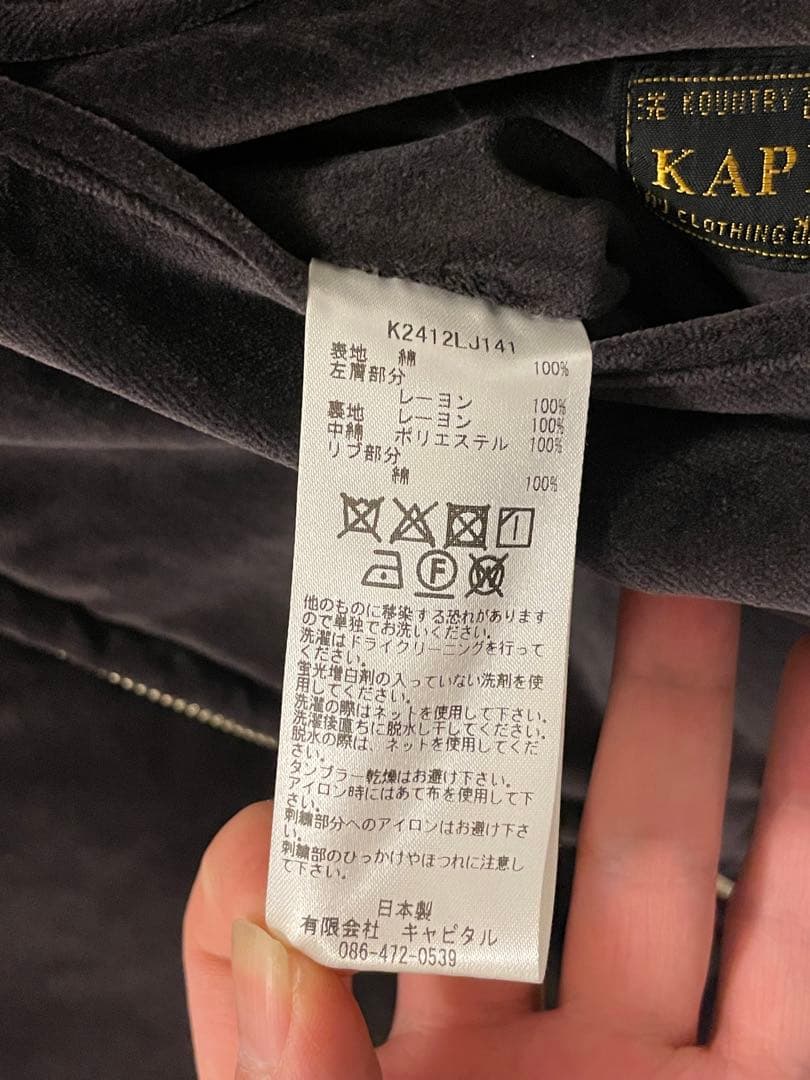 KOUNTRY
KAP
CLOTHING
K2412LJ141
表地 綿 100%
左膺部分
レーヨン 100%
裏地 レーヨン 100%
中綿 ポリエステル 100%
リブ部分
綿 100%
F W
他のものに移染する恐れがあります
ので単独でお洗いください。
洗濯はドライクリーニングを行って
ください。
蛍光増白剤の入っていない洗剤を使
用してください。
洗濯の際はネットを使用して下さい。
洗濯後直ちに脱水し干してください。
脱水の際は、ネットを使用してくだ
さい。
タンブラー乾燥はお避け下さい。
アイロン時にはあて布を使用して下
さい。
刺繍部分へのアイロンはお避け下さ
い。
刺繍部のひっかけやほつれに注意し
て下さい。
日本製
有限会社 キャピタル
086-472-0539